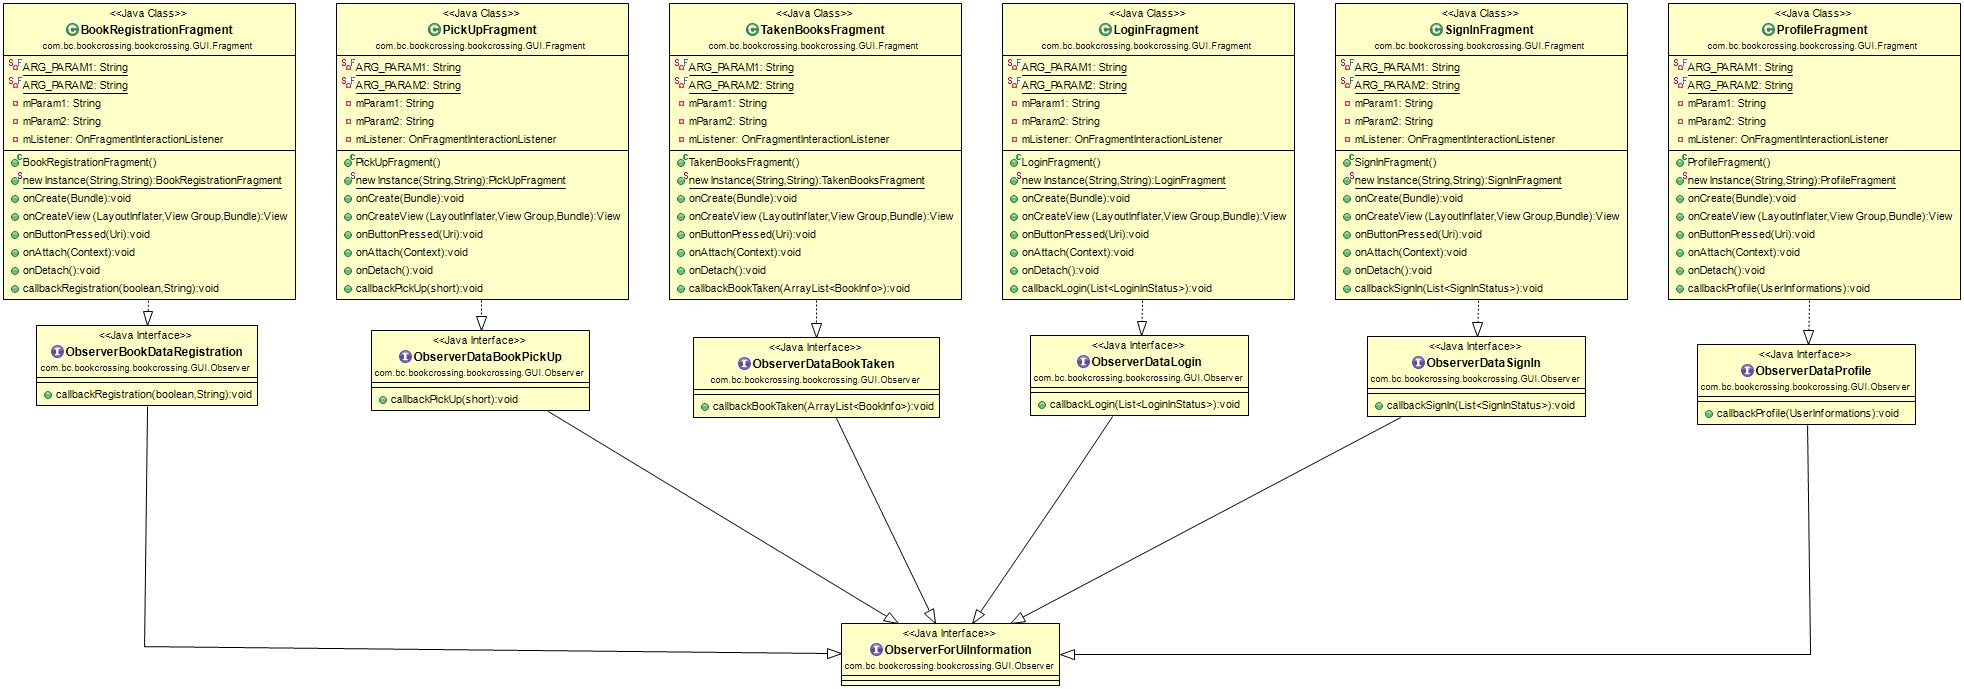 <<Java Class>>
BookRegistrationFragment
com.bc.bookcrossing.bookcrossing.GUI.Fragment
ARG_PARAM1: String
ARG_PARAM2: String
mParam1: String
mParam2: String
mListener: OnFragmentInteractionListener
BookRegistrationFragment()
newInstance(String,String):BookRegistrationFragment
onCreate(Bundle):void
onCreateView(LayoutInflater,ViewGroup,Bundle):View
onButtonPressed(Uri):void
onAttach(Context):void
onDetach():void
callbackRegistration(boolean,String):void
<<Java Class>>
PickUpFragment
com.bc.bookcrossing.bookcrossing.GUI.Fragment
ARG_PARAM1: String
ARG_PARAM2: String
mParam1: String
mParam2: String
mListener: OnFragmentInteractionListener
PickUpFragment()
newInstance(String,String):PickUpFragment
onCreate(Bundle):void
onCreateView(LayoutInflater,ViewGroup,Bundle):View
onButtonPressed(Uri):void
onAttach(Context):void
onDetach():void
callbackPickUp(short):void
<<Java Class>>
TakenBooksFragment
com.bc.bookcrossing.bookcrossing.GUI.Fragment
ARG_PARAM1: String
ARG_PARAM2: String
mParam1: String
mParam2: String
mListener: OnFragmentInteractionListener
TakenBooksFragment()
newInstance(String,String):TakenBooksFragment
onCreate(Bundle):void
onCreateView(LayoutInflater,ViewGroup,Bundle):View
onButtonPressed(Uri):void
onAttach(Context):void
onDetach():void
callbackBookTaken(ArrayList<BookInfo>):void
<<Java Class>>
LoginFragment
com.bc.bookcrossing.bookcrossing.GUI.Fragment
ARG_PARAM1: String
ARG_PARAM2: String
mParam1: String
mParam2: String
mListener: OnFragmentInteractionListener
LoginFragment()
newInstance(String,String):LoginFragment
onCreate(Bundle):void
onCreateView(LayoutInflater,ViewGroup,Bundle):View
onButtonPressed(Uri):void
onAttach(Context):void
onDetach():void
callbackLogin(List<LoginInStatus>):void
<<Java Class>>
SignInFragment
com.bc.bookcrossing.bookcrossing.GUI.Fragment
ARG_PARAM1: String
ARG_PARAM2: String
mParam1: String
mParam2: String
mListener: OnFragmentInteractionListener
SignInFragment()
newInstance(String,String):SignInFragment
onCreate(Bundle):void
onCreateView(LayoutInflater,ViewGroup,Bundle):View
onButtonPressed(Uri):void
onAttach(Context):void
onDetach():void
callbackSignIn(List<SignInStatus>):void
<<Java Class>>
ProfileFragment
com.bc.bookcrossing.bookcrossing.GUI.Fragment
ARG_PARAM1: String
ARG_PARAM2: String
mParam1: String
mParam2: String
mListener: OnFragmentInteractionListener
ProfileFragment()
newInstance(String,String):ProfileFragment
onCreate(Bundle):void
onCreateView(LayoutInflater,ViewGroup,Bundle):View
onButtonPressed(Uri):void
onAttach(Context):void
onDetach():void
callbackProfile(UserInformations):void
<<Java Interface>>
ObserverBookDataRegistration
com.bc.bookcrossing.bookcrossing.GUI.Observer
callbackRegistration(boolean,String):void
<<Java Interface>>
ObserverDataBookPickUp
com.bc.bookcrossing.bookcrossing.GUI.Observer
callbackPickUp(short):void
<<Java Interface>>
ObserverDataBookTaken
com.bc.bookcrossing.bookcrossing.GUI.Observer
callbackBookTaken(ArrayList<BookInfo>):void
<<Java Interface>>
ObserverDataLogin
com.bc.bookcrossing.bookcrossing.GUI.Observer
callbackLogin(List<LoginInStatus>):void
<<Java Interface>>
ObserverDataSignIn
com.bc.bookcrossing.bookcrossing.GUI.Observer
callbackSignIn(List<SignInStatus>):void
<<Java Interface>>
ObserverDataProfile
com.bc.bookcrossing.bookcrossing.GUI.Observer
callbackProfile(UserInformations):void
<<Java Interface>>
ObserverForUiInformation
com.bc.bookcrossing.bookcrossing.GUI.Observer